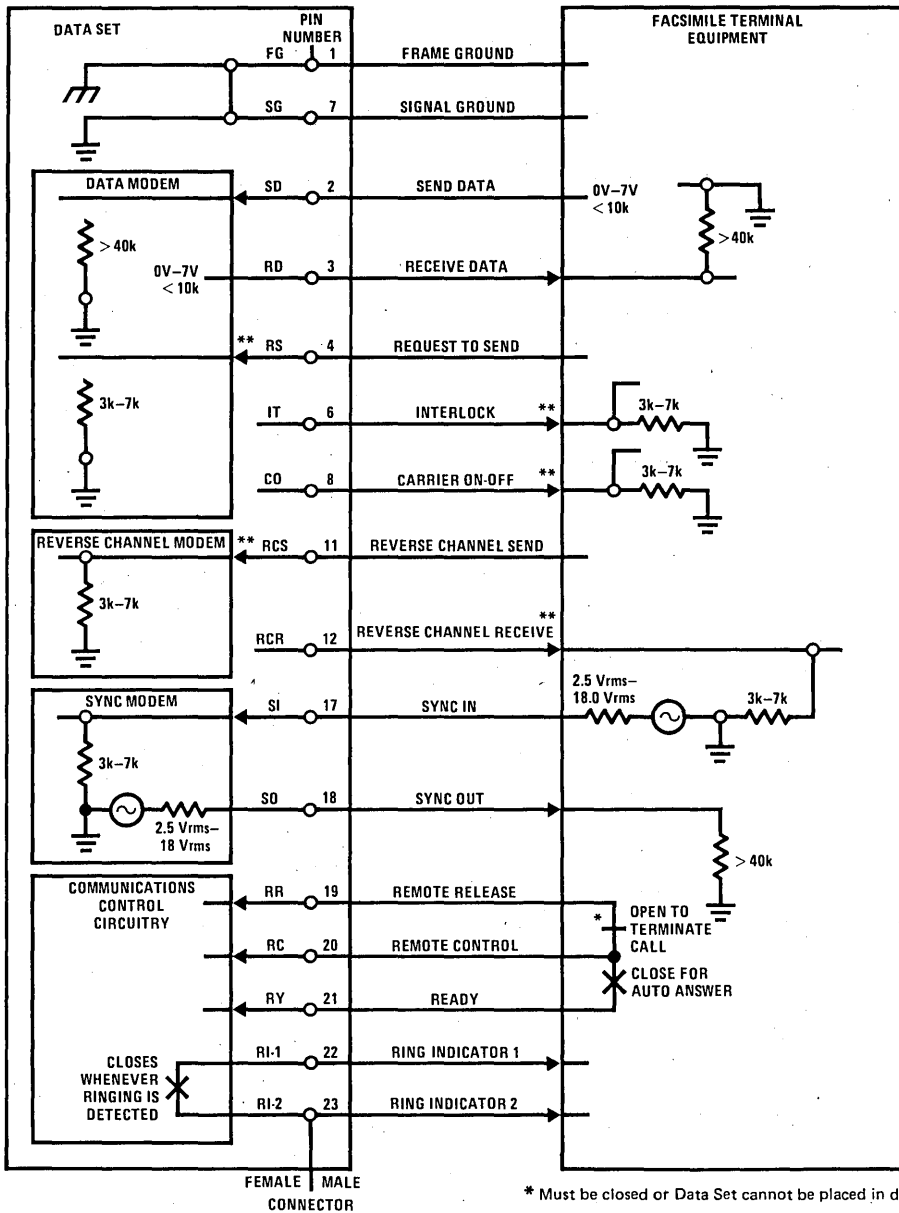 DATA SET
PIN
NUMBER
FACSIMILE TERMINAL
EQUIPMENT
FG 1 FRAME GROUND
SG 7 SIGNAL GROUND
DATA MODEM
SD 2 SEND DATA
0V–7V
< 10k
> 40k
> 40k
0V–7V
< 10k
RD 3 RECEIVE DATA
** RS 4 REQUEST TO SEND
3k–7k
IT 6 INTERLOCK **
3k–7k
CO 8 CARRIER ON-OFF **
3k–7k
REVERSE CHANNEL MODEM
** RCS 11 REVERSE CHANNEL SEND
3k–7k
RCR 12 REVERSE CHANNEL RECEIVE **
SYNC MODEM
SI 17 SYNC IN
2.5 Vrms–
18.0 Vrms
3k–7k
3k–7k
SO 18 SYNC OUT
2.5 Vrms–
18 Vrms
> 40k
COMMUNICATIONS
CONTROL
CIRCUITRY
RR 19 REMOTE RELEASE
* OPEN TO
TERMINATE
CALL
RC 20 REMOTE CONTROL
CLOSE FOR
AUTO ANSWER
RY 21 READY
RI-1 22 RING INDICATOR 1
CLOSES
WHENEVER
RINGING IS
DETECTED
RI-2 23 RING INDICATOR 2
FEMALE MALE
CONNECTOR
* Must be closed or Data Set cannot be placed in d